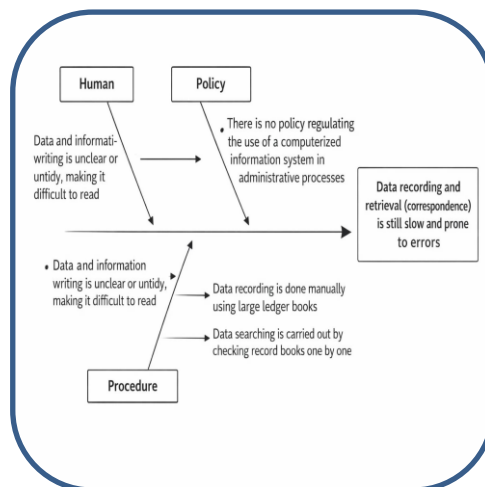 Human
Policy
Data and informati-
writing is unclear or
untidy, making it
difficult to read
• There is no policy regulating
the use of a computerized
information system in
administrative processes
Data recording and
retrieval (correspondence)
is still slow and prone
to errors
• Data and information
writing is unclear or untidy,
making it difficult to read
Data recording is done manually
using large ledger books
Data searching is carried out by
checking record books one by one
Procedure